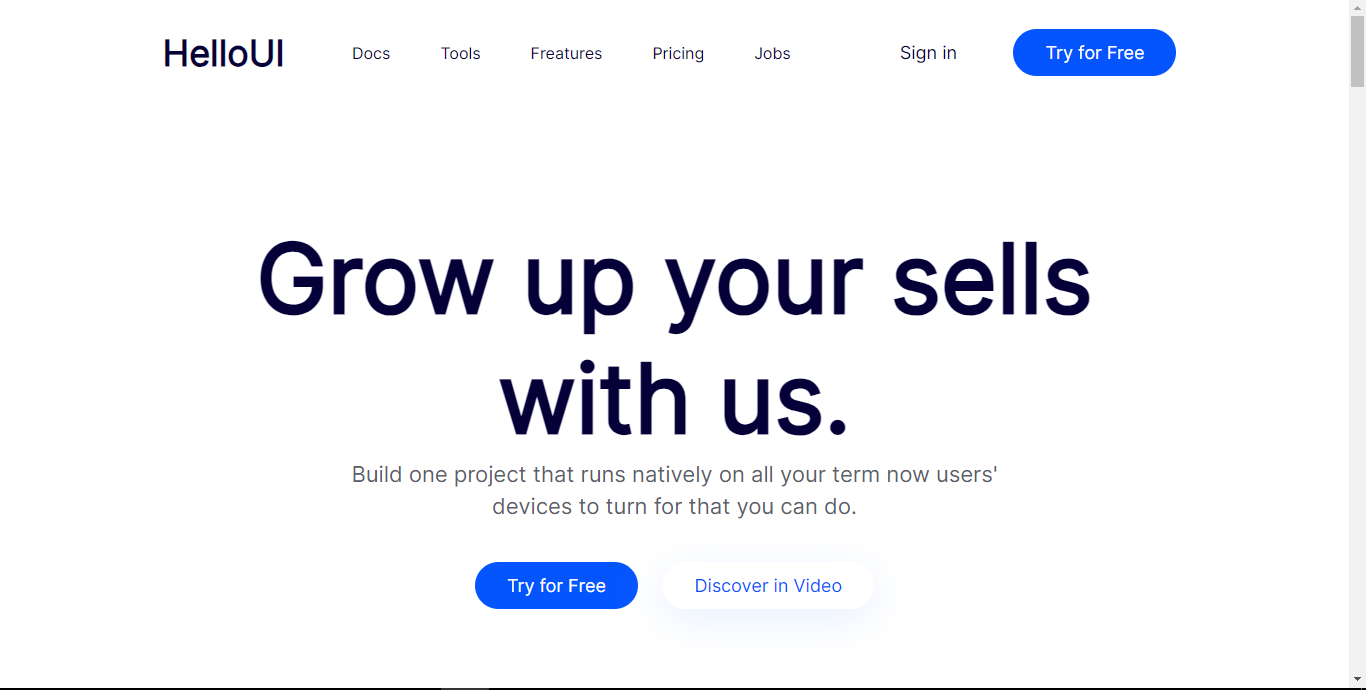 HelloUI Docs Tools Freatures Pricing Jobs Sign in Try for Free
Grow up your sells
with us.
Build one project that runs natively on all your term now users'
devices to turn for that you can do.
Try for Free Discover in Video